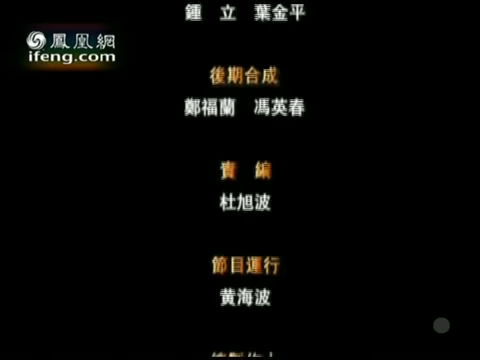 鍾 立 葉金平
鳳凰網
ifeng.com
後期合成
鄭福蘭 馮英春
責 編
杜旭波
節目運行
黄海波